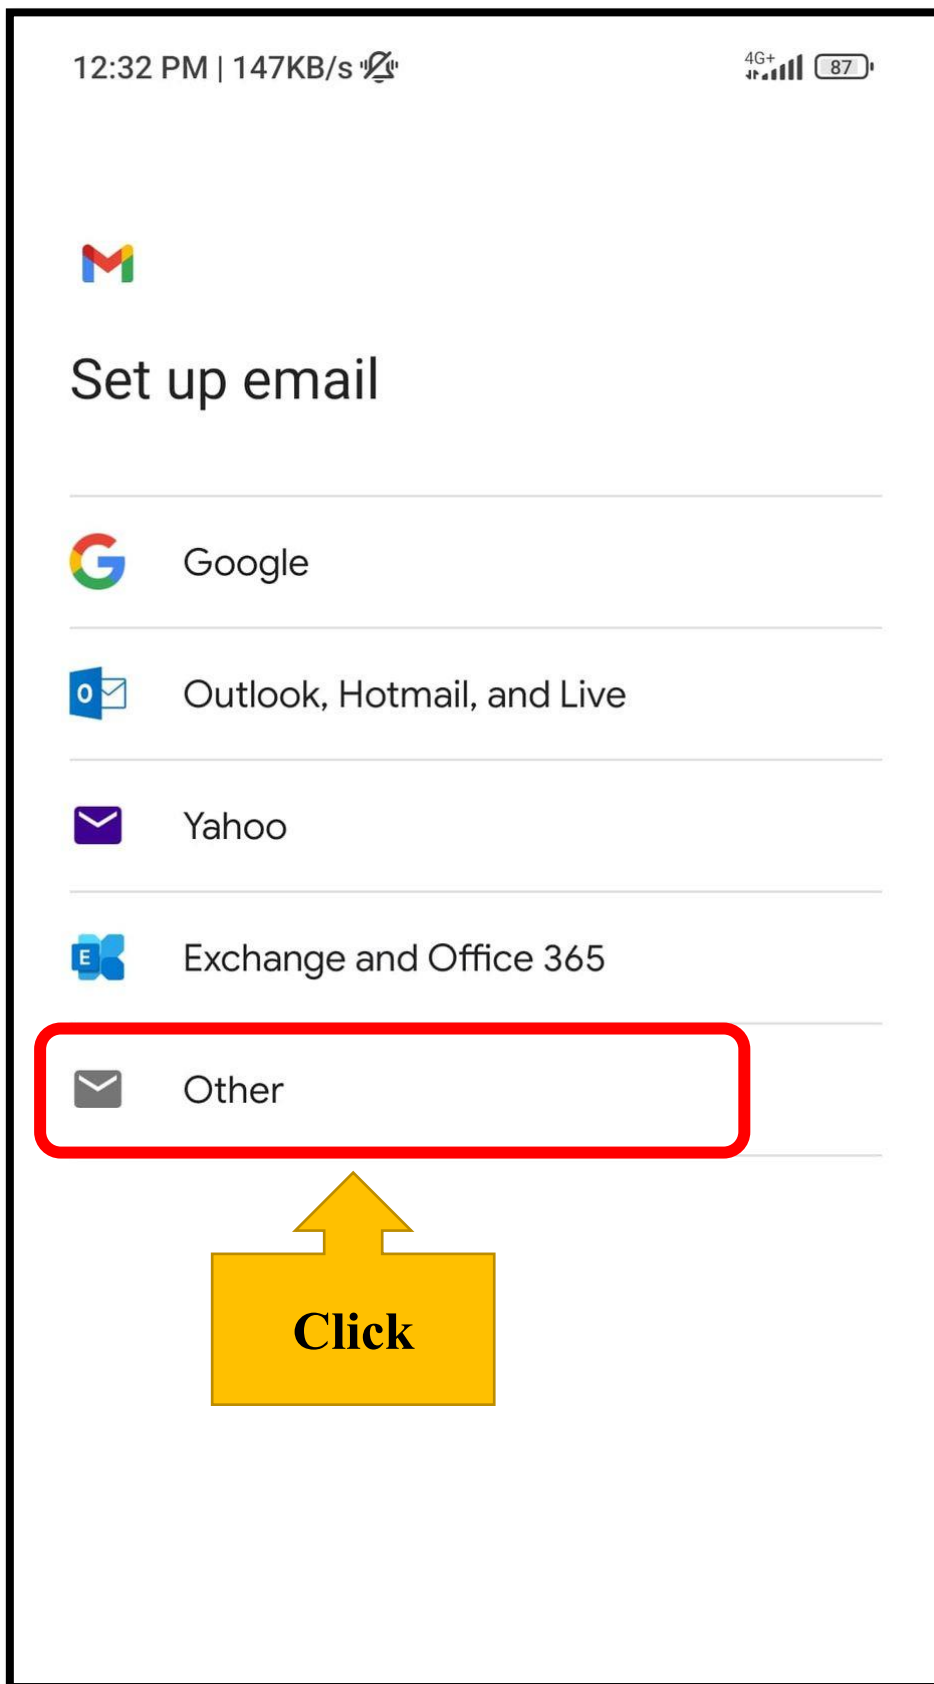 12:32 PM | 147KB/s
4G+
87
Set up email
Google
Outlook, Hotmail, and Live
Yahoo
Exchange and Office 365
Other
Click